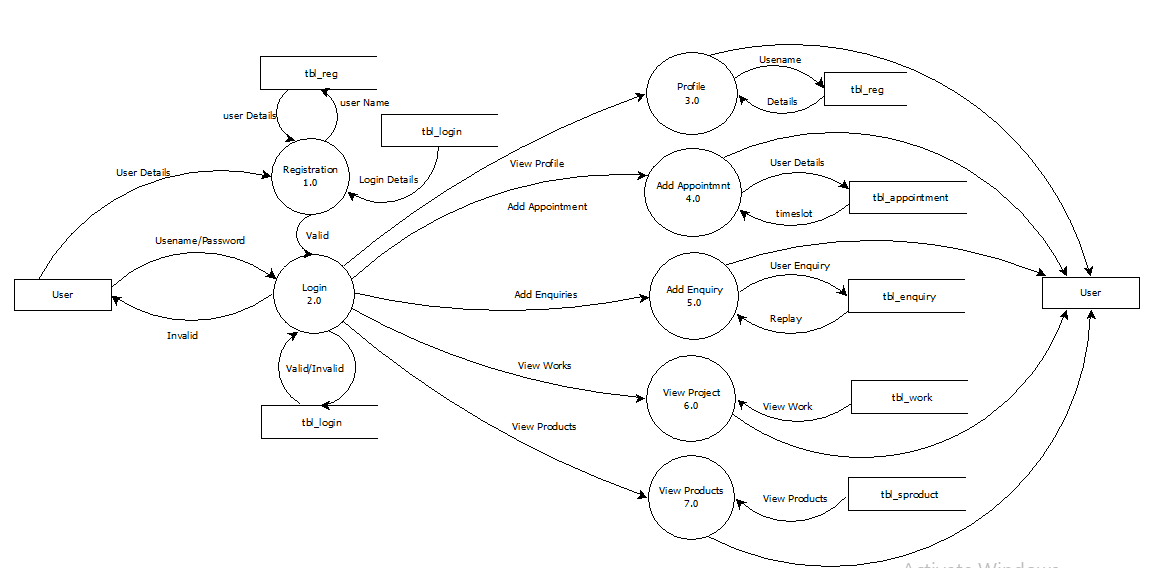 tbl_reg
user Name
user Details
tbl_login
Registration
1.0
Login Details
User Details
Valid
Usename/Password
User
Login
2.0
Invalid
Valid/Invalid
tbl_login
View Profile
Add Appointment
Add Enquiries
View Works
View Products
Profile
3.0
Usename
Details
tbl_reg
Add Appointmnt
4.0
User Details
timeslot
tbl_appointment
Add Enquiry
5.0
User Enquiry
Replay
tbl_enquiry
User
View Project
6.0
View Work
tbl_work
View Products
7.0
View Products
tbl_sproduct
Activate Windows